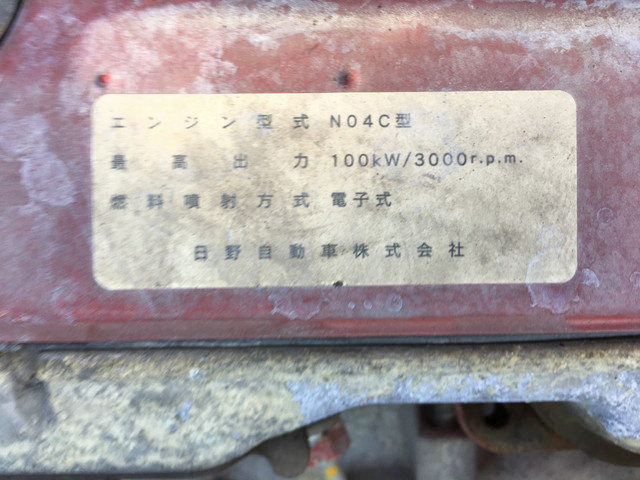 エンジン型式 N04C型
最高出力 100kW/3000r.p.m.
燃料噴射方式 電子式
日野自動車株式会社